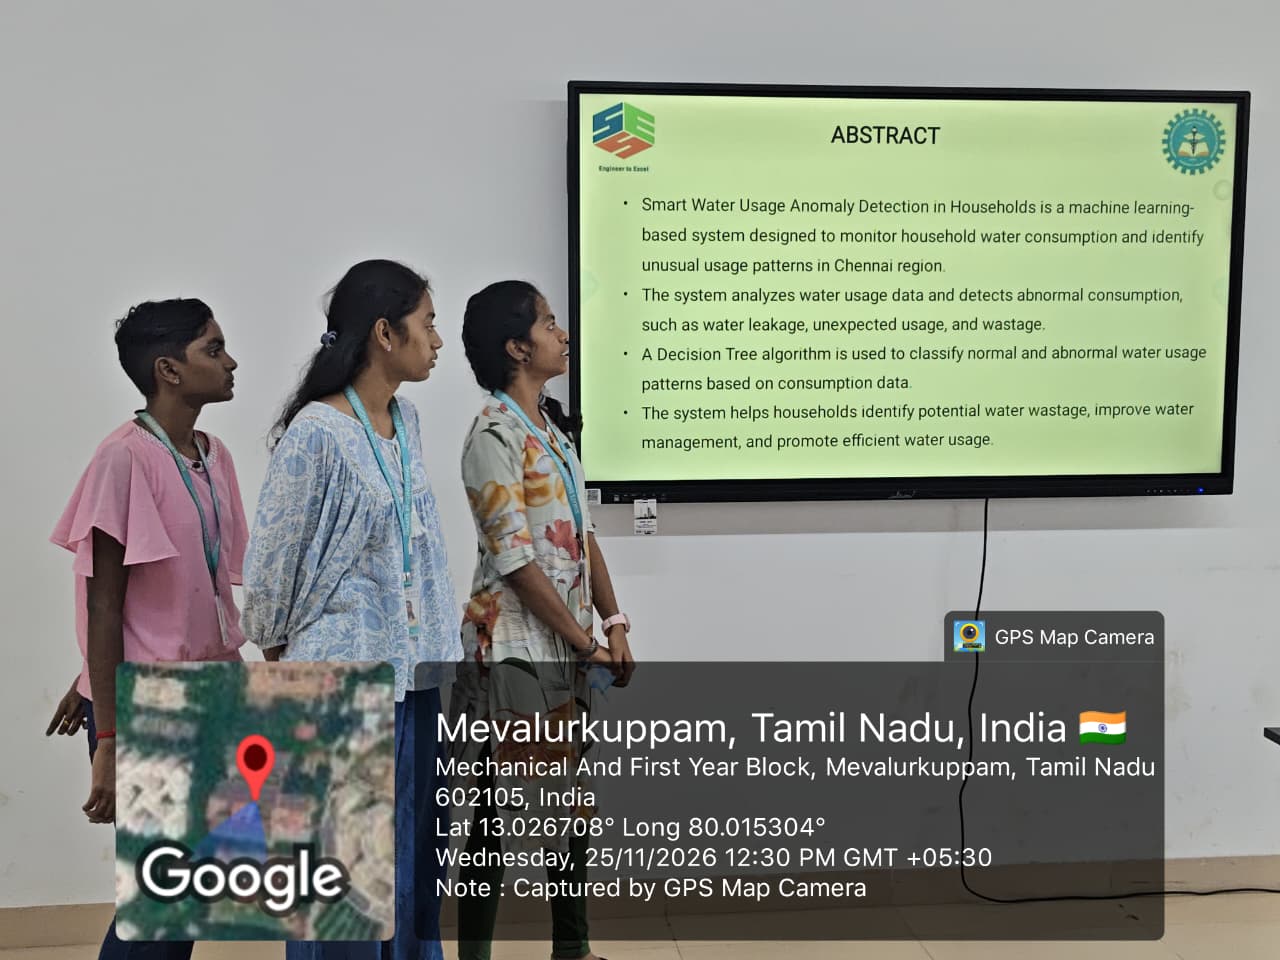 SES
Engineer to Excel
ABSTRACT
• Smart Water Usage Anomaly Detection in Households is a machine learning-
based system designed to monitor household water consumption and identify
unusual usage patterns in Chennai region.
• The system analyzes water usage data and detects abnormal consumption,
such as water leakage, unexpected usage, and wastage.
• A Decision Tree algorithm is used to classify normal and abnormal water usage
patterns based on consumption data.
• The system helps households identify potential water wastage, improve water
management, and promote efficient water usage.
GPS Map Camera
Mevalurkuppam, Tamil Nadu, India 🇮🇳
Mechanical And First Year Block, Mevalurkuppam, Tamil Nadu
602105, India
Lat 13.026708° Long 80.015304°
Wednesday, 25/11/2026 12:30 PM GMT +05:30
Note : Captured by GPS Map Camera
Google